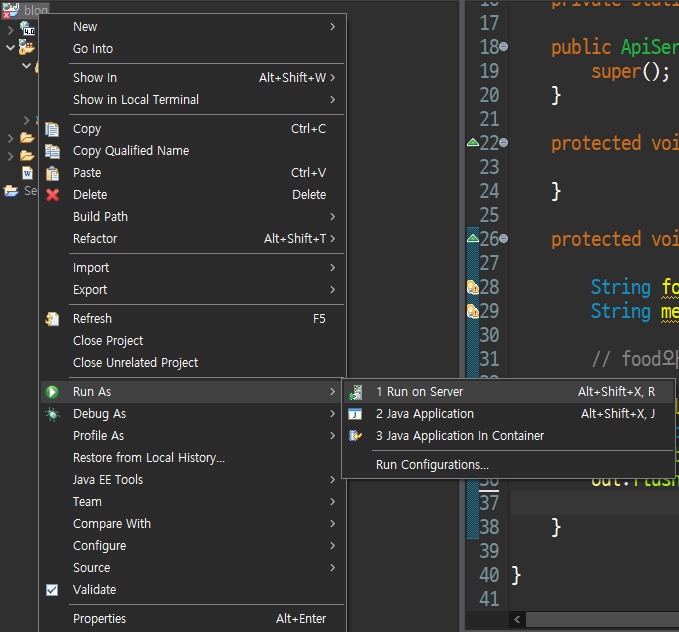 blog
New
Go Into
Show In Alt+Shift+W
Show in Local Terminal
Copy Ctrl+C
Copy Qualified Name
Paste Ctrl+V
Delete Delete
Build Path
Refactor Alt+Shift+T
Import
Export
Refresh F5
Close Project
Close Unrelated Project
Run As
Debug As
Profile As
Restore from Local History...
Java EE Tools
Team
Compare With
Configure
Source
Validate
Properties Alt+Enter
1 Run on Server Alt+Shift+X, R
2 Java Application Alt+Shift+X, J
3 Java Application In Container
Run Configurations...
17
18 public ApiSer
19 super();
20 }
21
22 protected voi
23
24 }
25
26 protected voi
27
28 String fo
29 String me
30
31 // food와
37
38 }
39
40 }
41